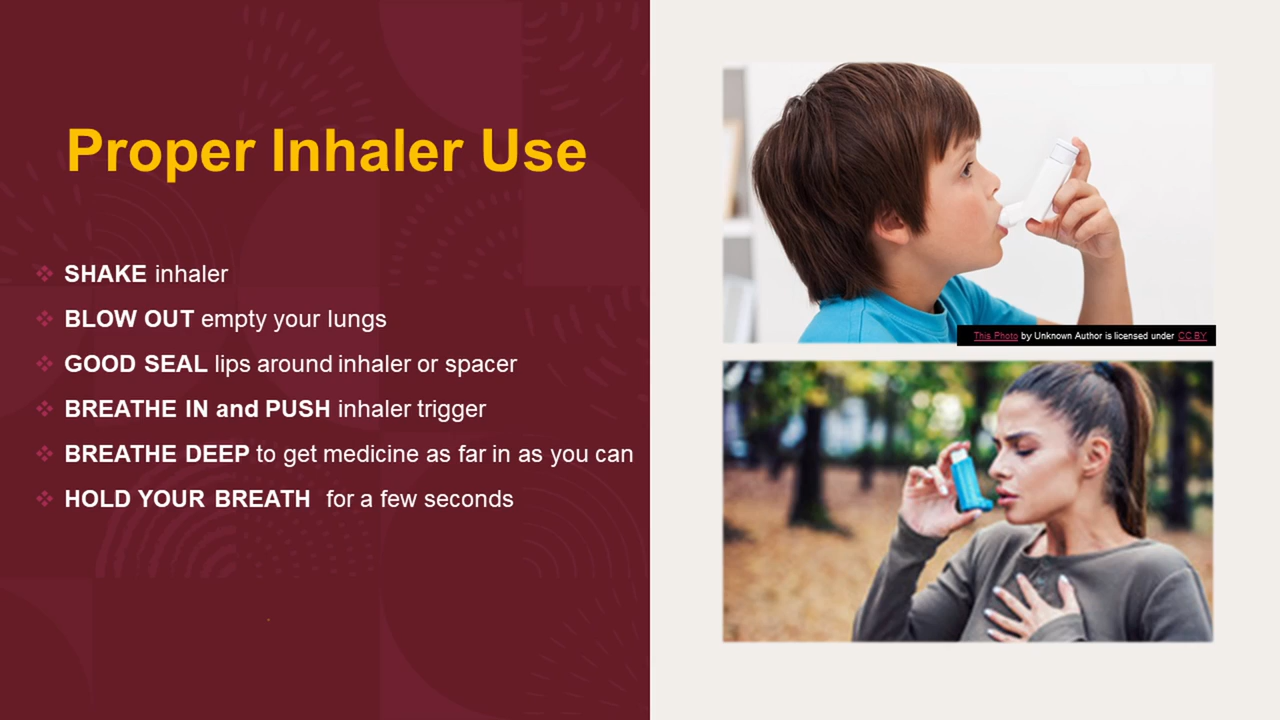 Proper Inhaler Use
SHAKE inhaler
BLOW OUT empty your lungs
GOOD SEAL lips around inhaler or spacer
BREATHE IN and PUSH inhaler trigger
BREATHE DEEP to get medicine as far in as you can
HOLD YOUR BREATH for a few seconds
This Photo by Unknown Author is licensed under CC BY